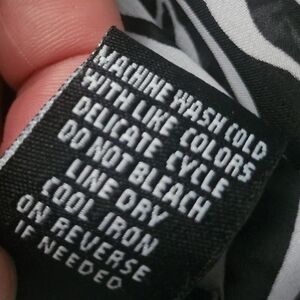 MACHINE WASH COLD
WITH LIKE COLORS
DELICATE CYCLE
DO NOT BLEACH
LINE DRY
COOL IRON
ON REVERSE
IF NEEDED